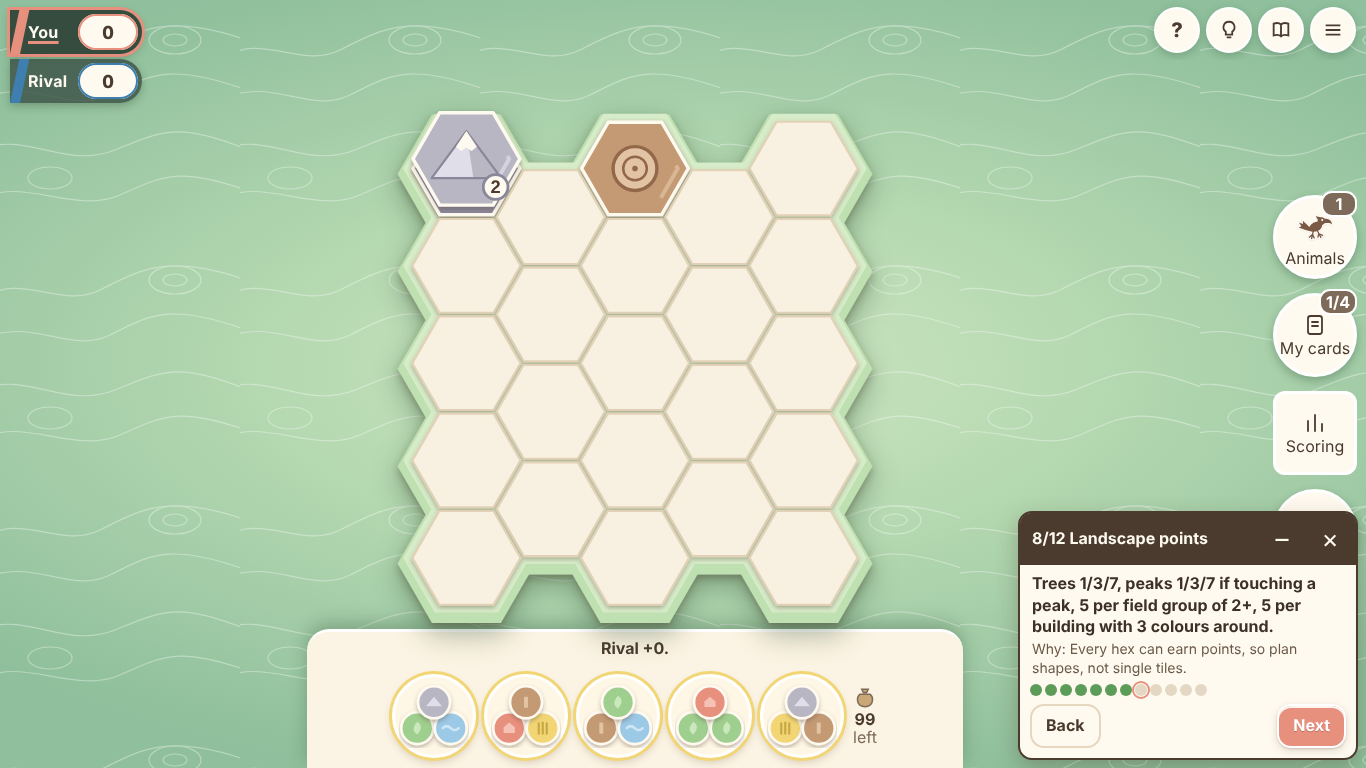 You 0
Rival 0
?
2
1
Animals
1/4
My cards
Scoring
8/12 Landscape points
Trees 1/3/7, peaks 1/3/7 if touching a
peak, 5 per field group of 2+, 5 per
building with 3 colours around.
Why: Every hex can earn points, so plan
shapes, not single tiles.
Back
Next
Rival +0.
99
left